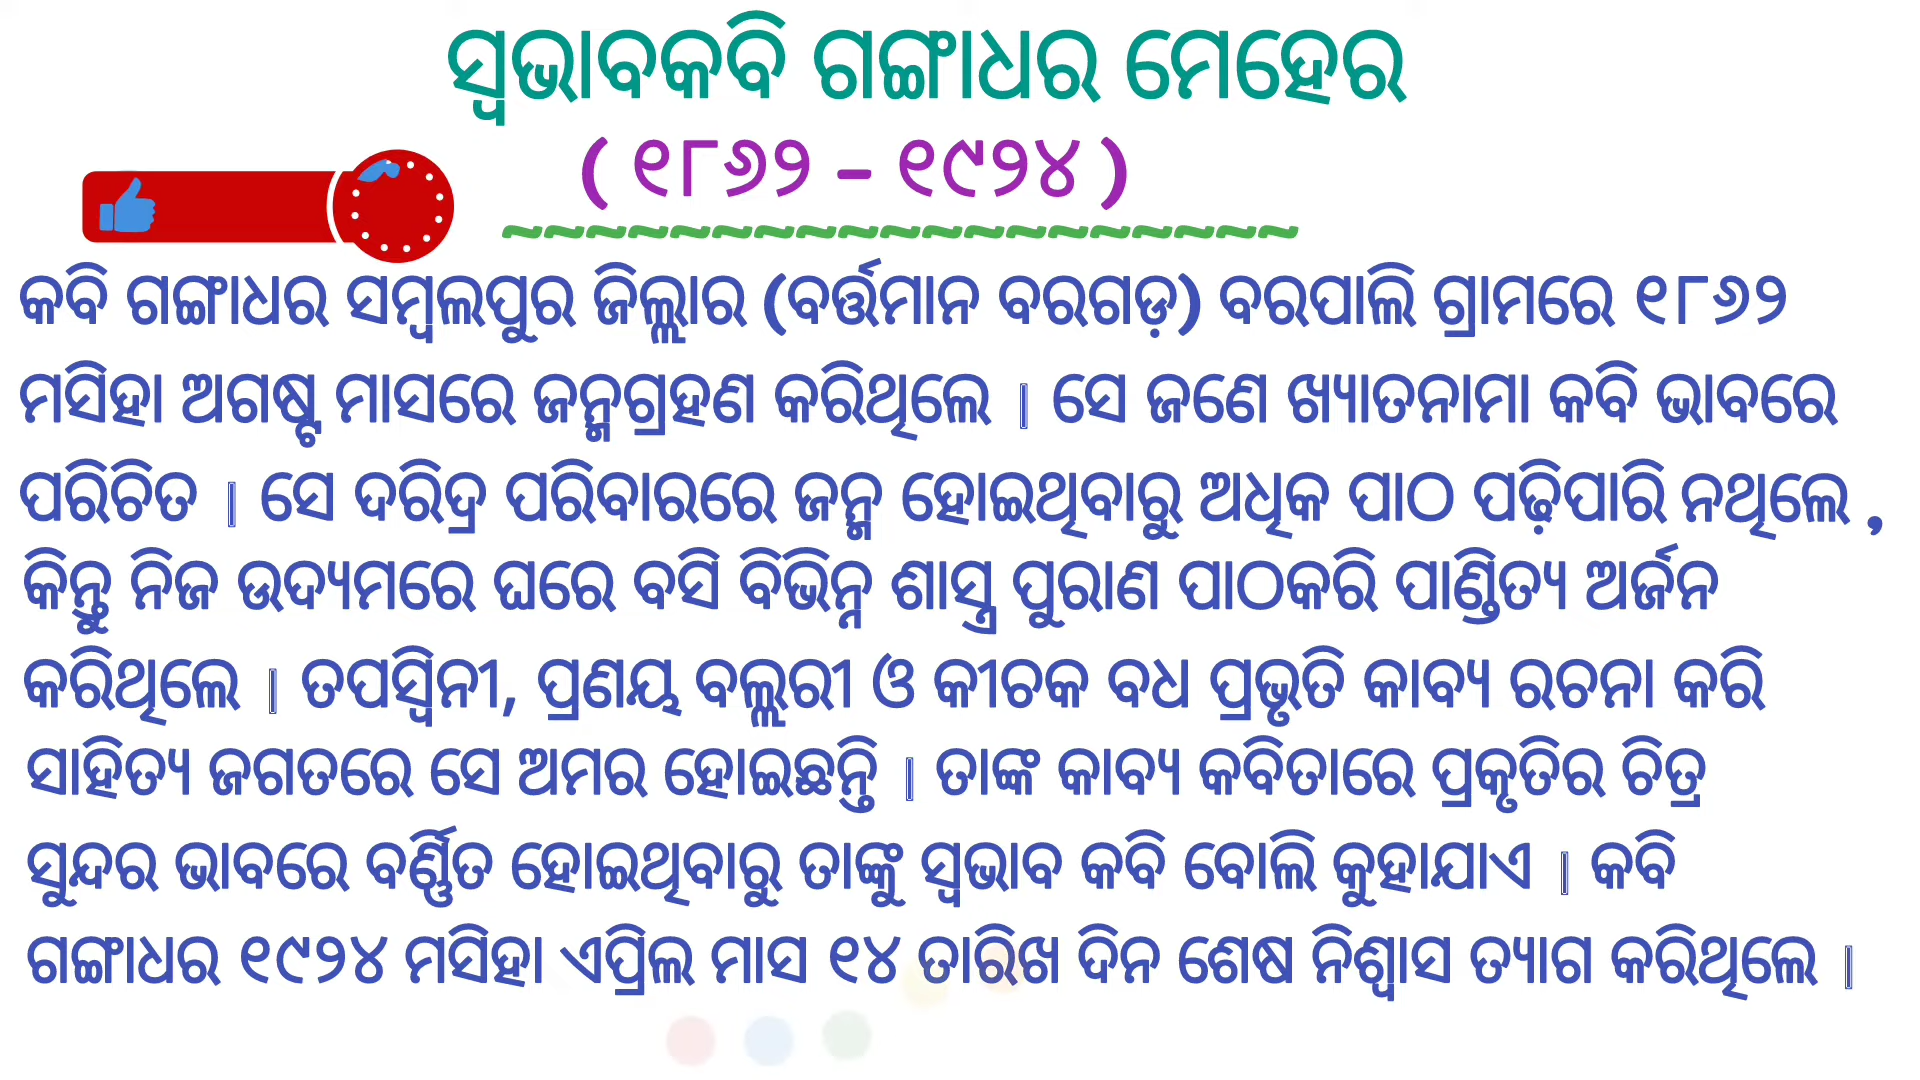 ସ୍ୱଭାବକବି ଗଙ୍ଗାଧର ମେହେର
( ୧୮୬୨ – ୧୯୨୪ )
~~~~~~~~~~~~~~~~~~~
କବି ଗଙ୍ଗାଧର ସମ୍ବଲପୁର ଜିଲ୍ଲାର (ବର୍ତ୍ତମାନ ବରଗଡ଼) ବରପାଲି ଗ୍ରାମରେ ୧୮୬୨
ମସିହା ଅଗଷ୍ଟ ମାସରେ ଜନ୍ମଗ୍ରହଣ କରିଥିଲେ । ସେ ଜଣେ ଖ୍ୟାତନାମା କବି ଭାବରେ
ପରିଚିତ । ସେ ଦରିଦ୍ର ପରିବାରରେ ଜନ୍ମ ହୋଇଥିବାରୁ ଅଧିକ ପାଠ ପଢ଼ିପାରି ନଥିଲେ ,
କିନ୍ତୁ ନିଜ ଉଦ୍ୟମରେ ଘରେ ବସି ବିଭିନ୍ନ ଶାସ୍ତ୍ର ପୁରାଣ ପାଠକରି ପାଣ୍ଡିତ୍ୟ ଅର୍ଜନ
କରିଥିଲେ । ତପସ୍ୱିନୀ, ପ୍ରଣୟ ବଲ୍ଲରୀ ଓ କୀଚକ ବଧ ପ୍ରଭୃତି କାବ୍ୟ ରଚନା କରି
ସାହିତ୍ୟ ଜଗତରେ ସେ ଅମର ହୋଇଛନ୍ତି । ତାଙ୍କ କାବ୍ୟ କବିତାରେ ପ୍ରକୃତିର ଚିତ୍ର
ସୁନ୍ଦର ଭାବରେ ବର୍ଣ୍ଣିତ ହୋଇଥିବାରୁ ତାଙ୍କୁ ସ୍ୱଭାବ କବି ବୋଲି କୁହାଯାଏ । କବି
ଗଙ୍ଗାଧର ୧୯୨୪ ମସିହା ଏପ୍ରିଲ ମାସ ୧୪ ତାରିଖ ଦିନ ଶେଷ ନିଶ୍ୱାସ ତ୍ୟାଗ କରିଥିଲେ ।